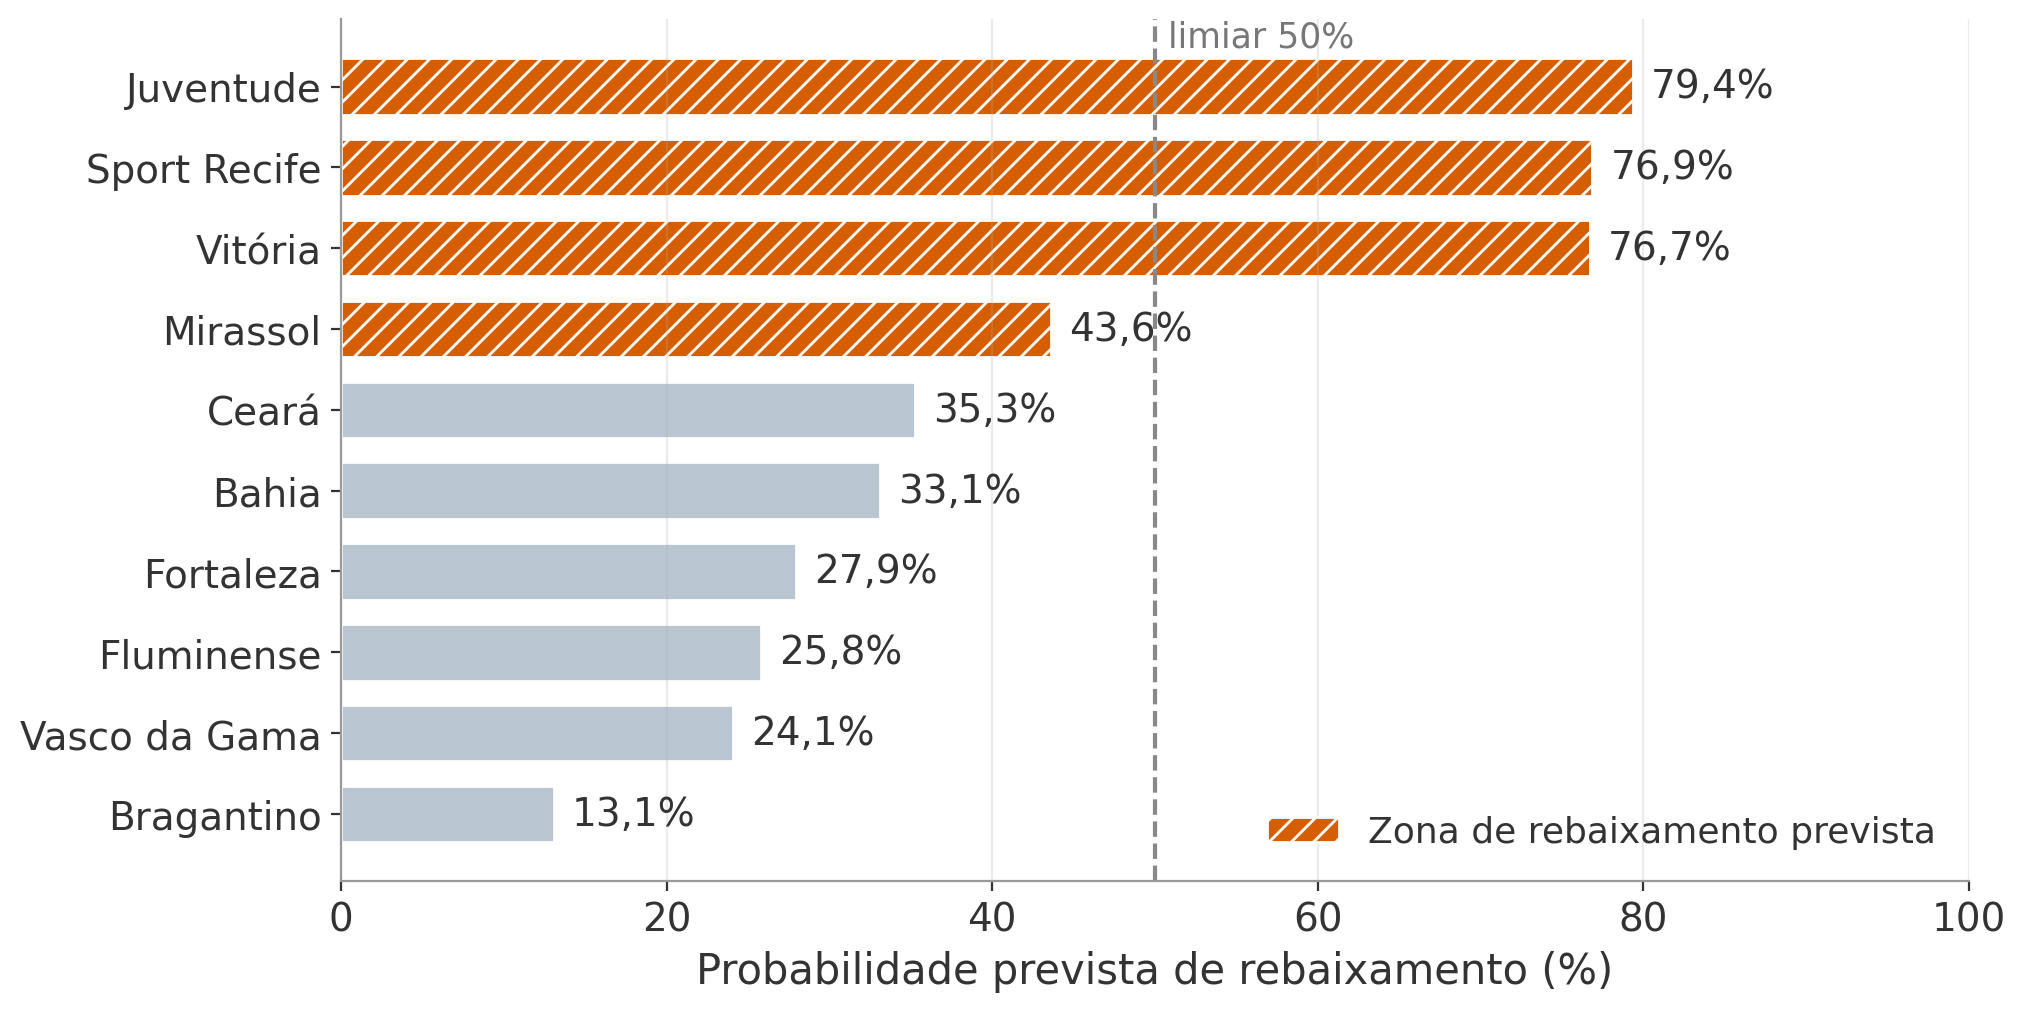 limiar 50%
Juventude 79,4%
Sport Recife 76,9%
Vitória 76,7%
Mirassol 43,6%
Ceará 35,3%
Bahia 33,1%
Fortaleza 27,9%
Fluminense 25,8%
Vasco da Gama 24,1%
Bragantino 13,1%
Zona de rebaixamento prevista
0 20 40 60 80 100
Probabilidade prevista de rebaixamento (%)